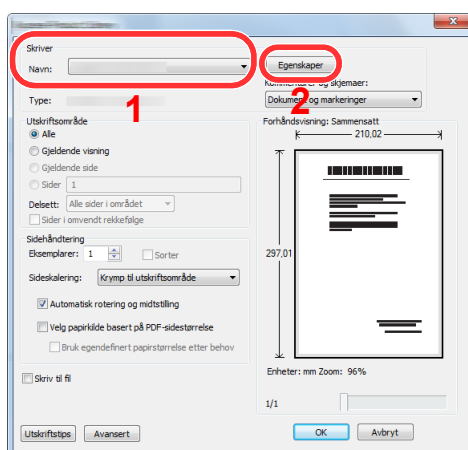 Skriver
Navn:
Egenskaper
Kommentarer og skjemaer:
Type:
1
2
Dokument og markeringer
Utskriftsområde
Alle
Gjeldende visning
Gjeldende side
Sider 1
Delsett: Alle sider i området
Sider i omvendt rekkefølge
Forhåndsvisning: Sammensatt
210,02
297,01
Sidehåndtering
Eksemplarer: 1 Sorter
Sideskalering: Krymp til utskriftsområde
Automatisk rotering og midtstilling
Velg papirkilde basert på PDF-sidestørrelse
Bruk egendefinert papirstørrelse etter behov
Skriv til fil
Enheter: mm Zoom: 96%
1/1
Utskriftstips Avansert OK Avbryt